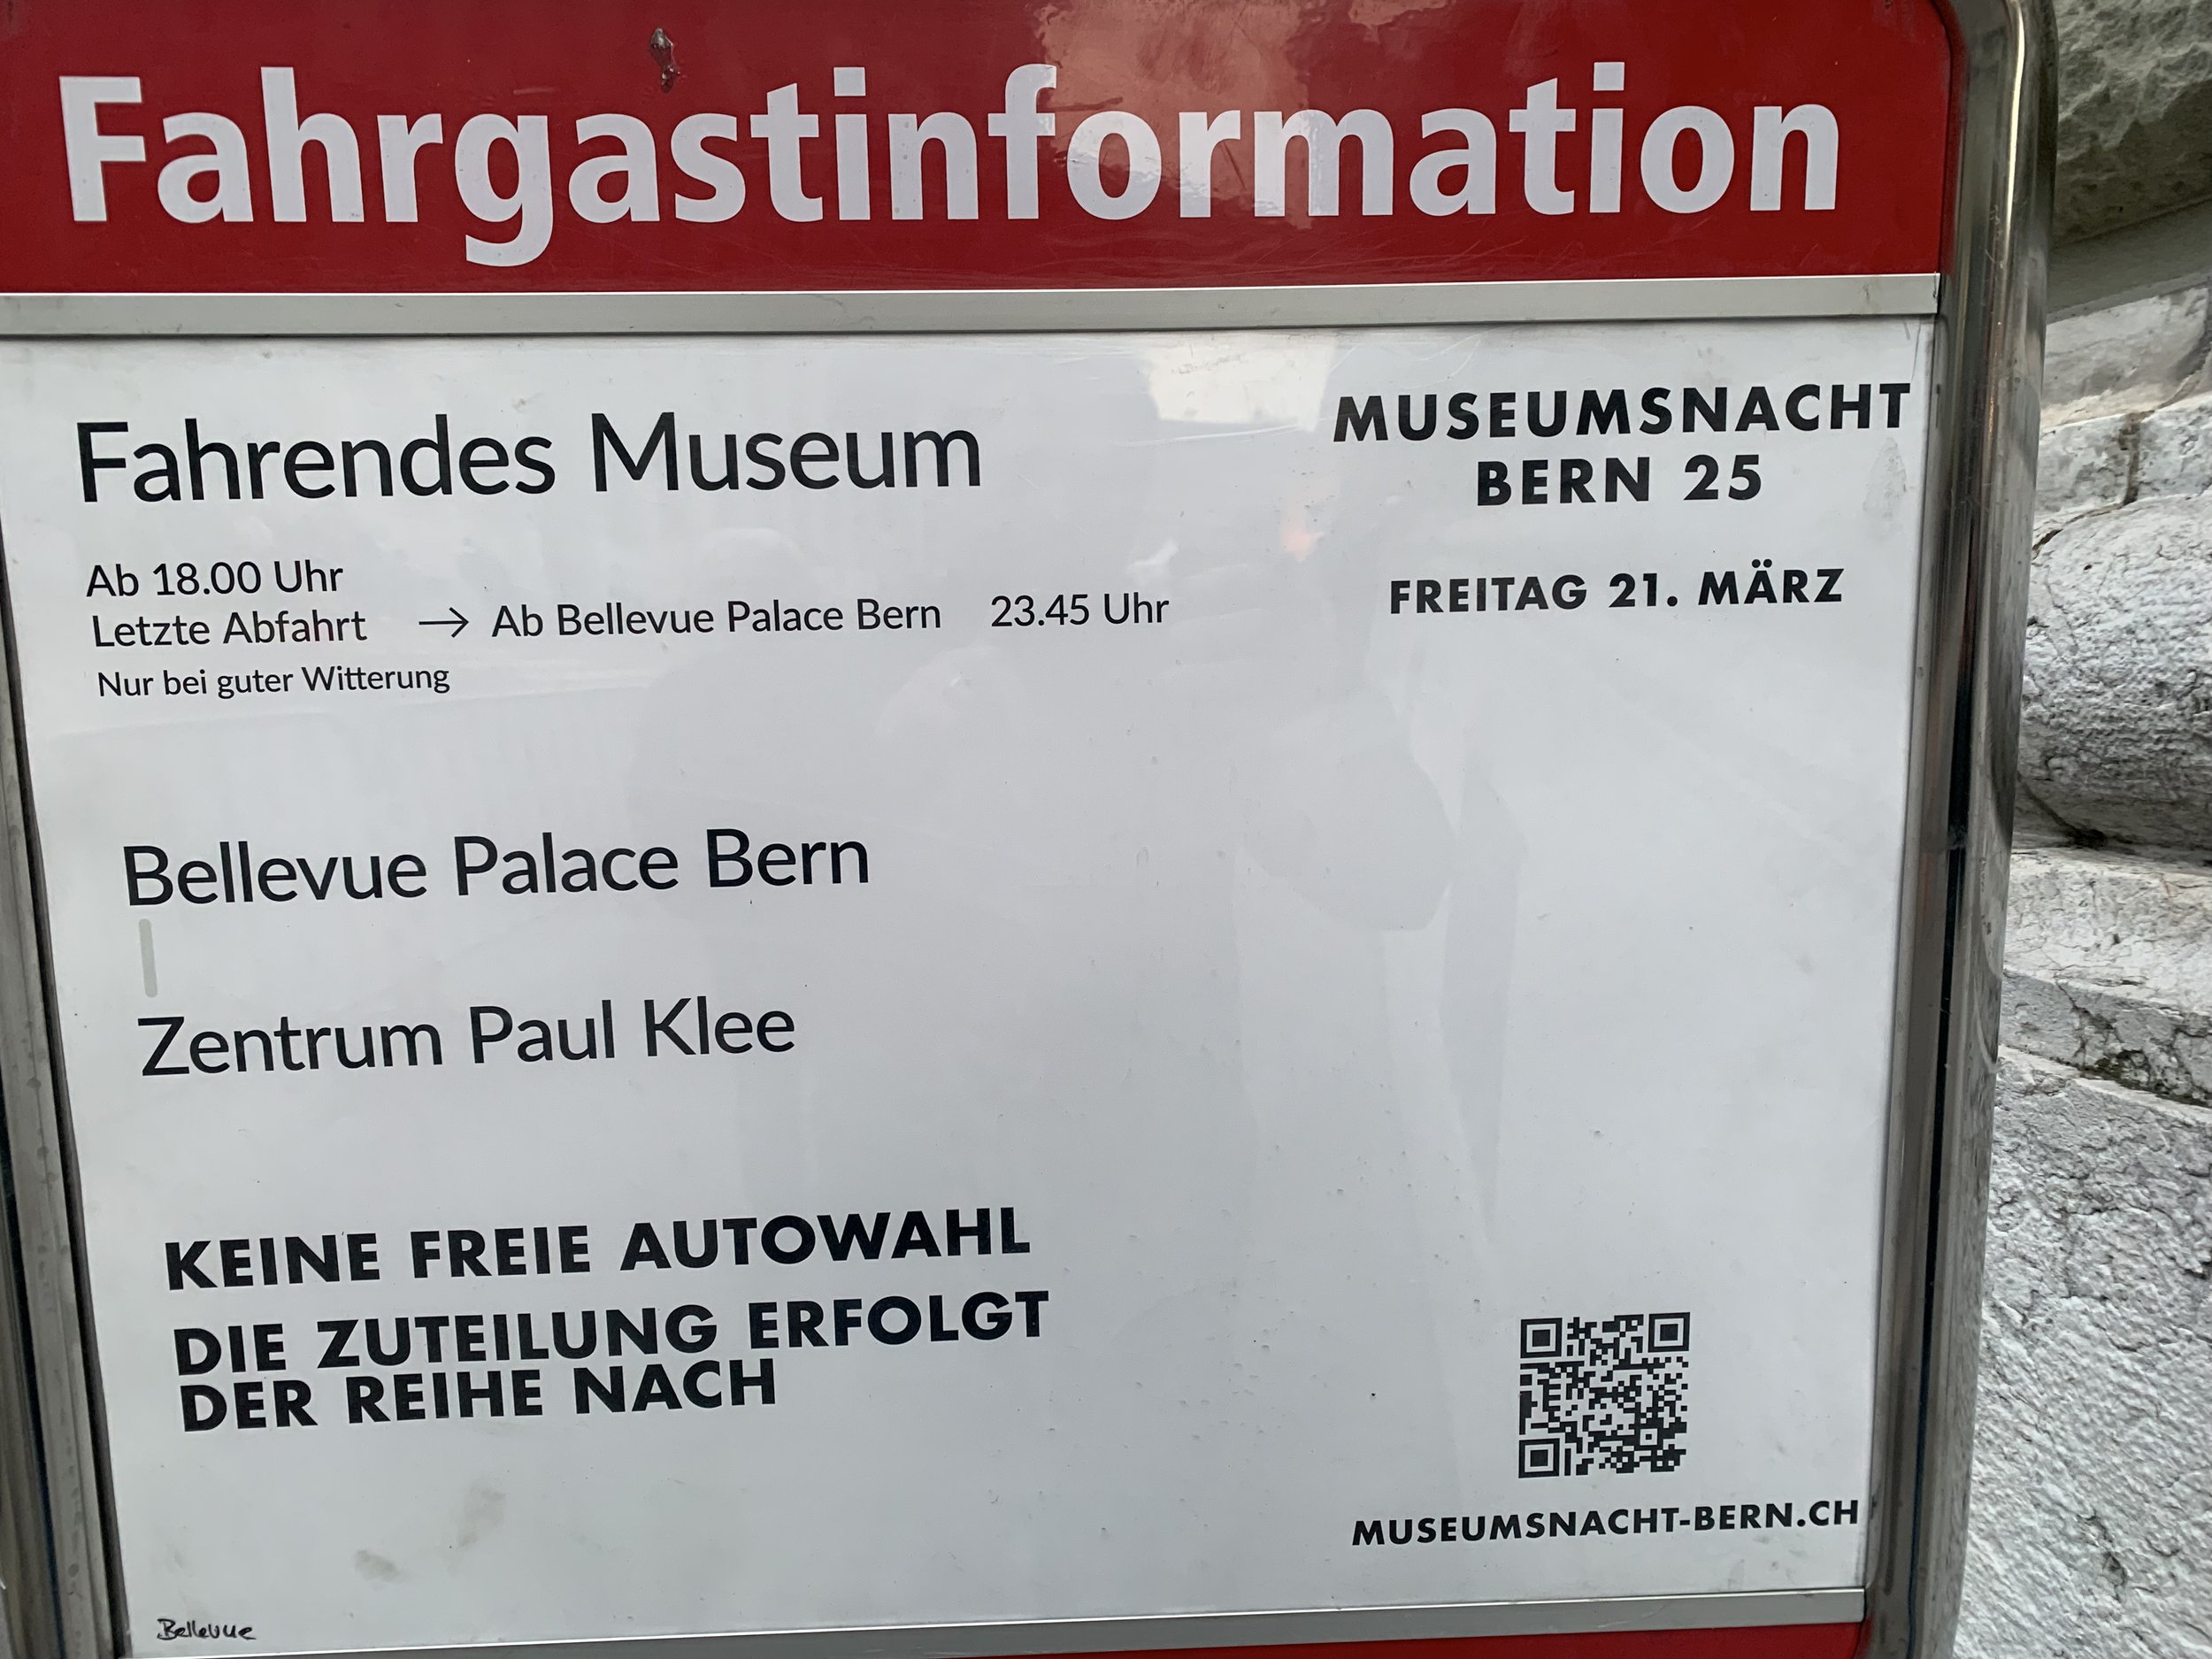 Fahrgastinformation
Fahrendes Museum
MUSEUMSNACHT
BERN 25
FREITAG 21. MÄRZ
Ab 18.00 Uhr
Letzte Abfahrt → Ab Bellevue Palace Bern 23.45 Uhr
Nur bei guter Witterung
Bellevue Palace Bern
Zentrum Paul Klee
KEINE FREIE AUTOWAHL
DIE ZUTEILUNG ERFOLGT
DER REIHE NACH
MUSEUMSNACHT-BERN.CH
Bellevue